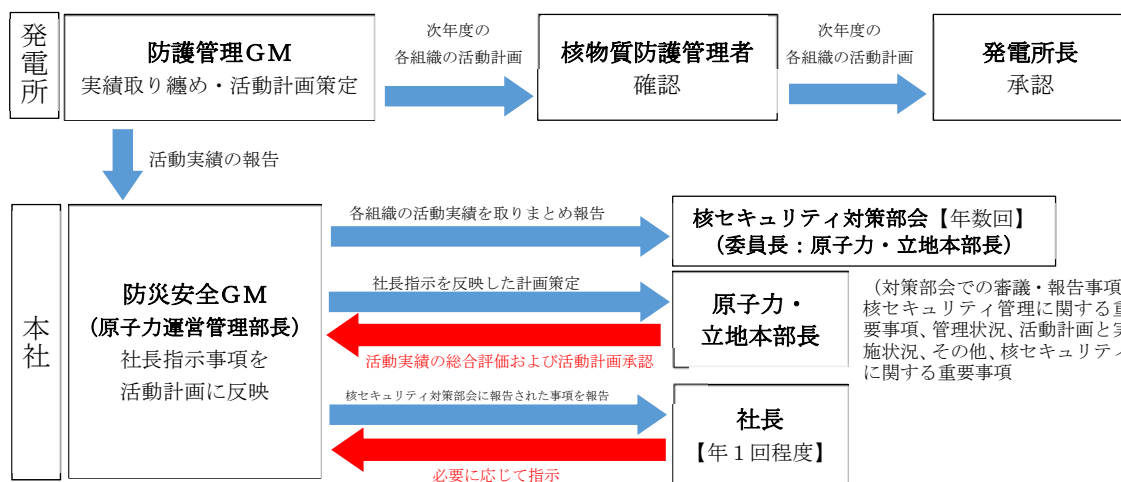 発電所
防護管理GM
実績取り纏め・活動計画策定
次年度の
各組織の活動計画
核物質防護管理者
確認
次年度の
各組織の活動計画
発電所長
承認
活動実績の報告
本社
防災安全GM
(原子力運営管理部長)
社長指示事項を
活動計画に反映
各組織の活動実績を取りまとめ報告
核セキュリティ対策部会【年数回】
(委員長:原子力・立地本部長)
社長指示を反映した計画策定
原子力・
立地本部長
活動実績の総合評価および活動計画承認
(対策部会での審議・報告事項
核セキュリティ管理に関する重
要事項、管理状況、活動計画と実
施状況、その他、核セキュリティ
に関する重要事項
核セキュリティ対策部会に報告された事項を報告
社長
【年1回程度】
必要に応じて指示